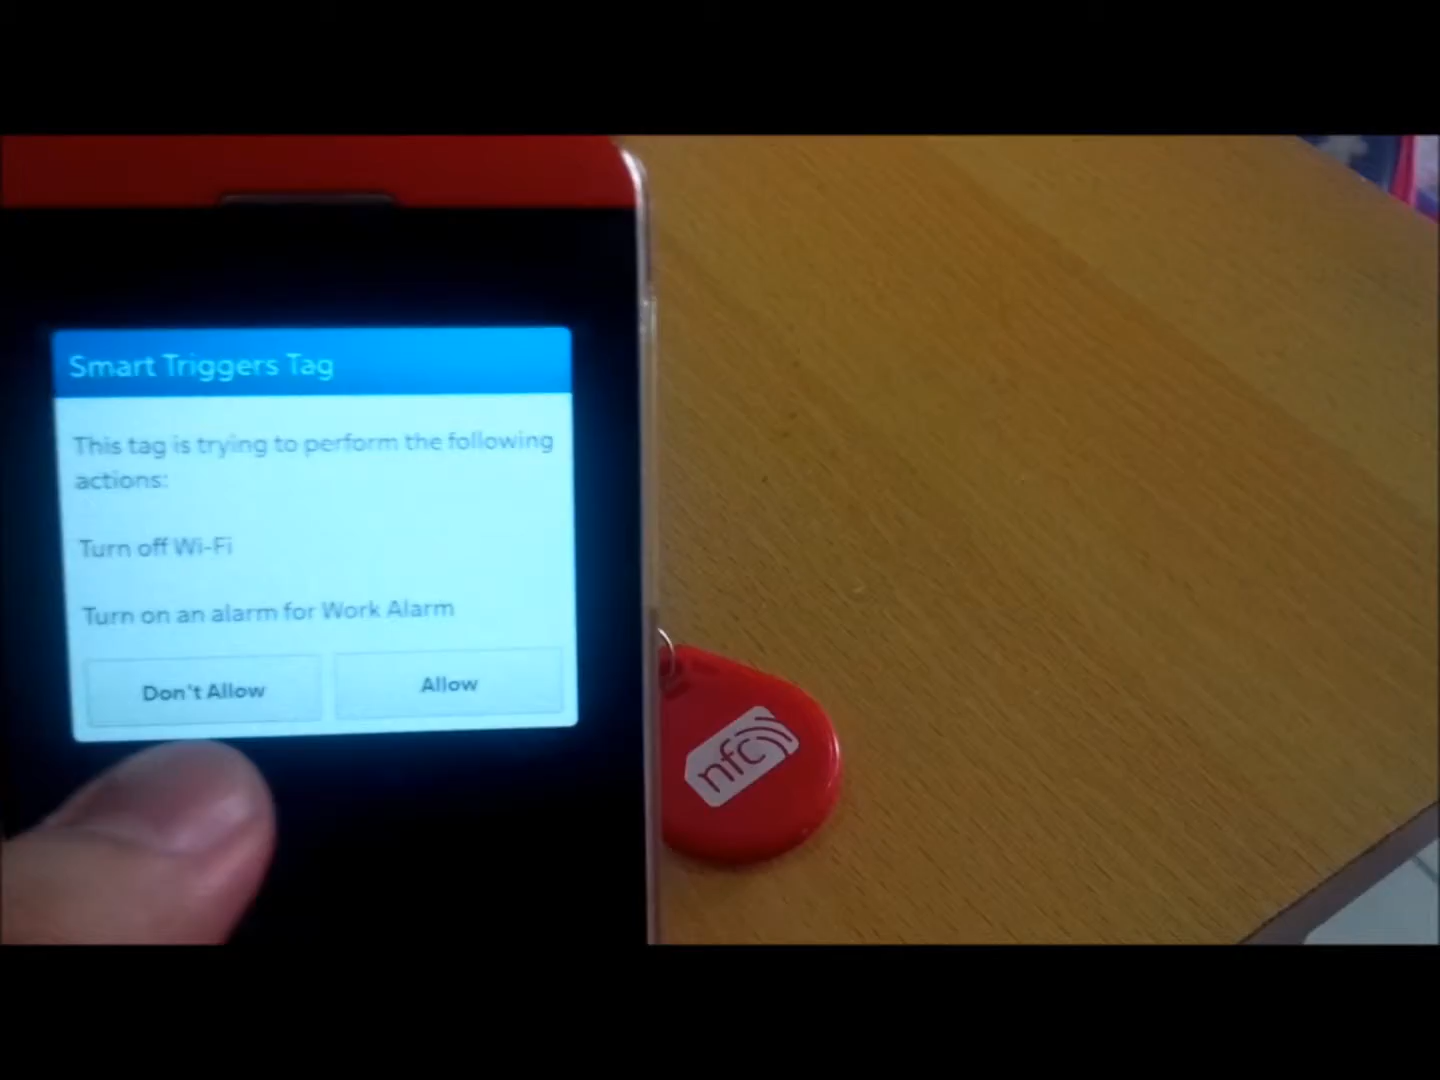 Smart Triggers Tag
This tag is trying to perform the following
actions:
Turn off Wi-Fi
Turn on an alarm for Work Alarm
Don't Allow
Allow
nfc